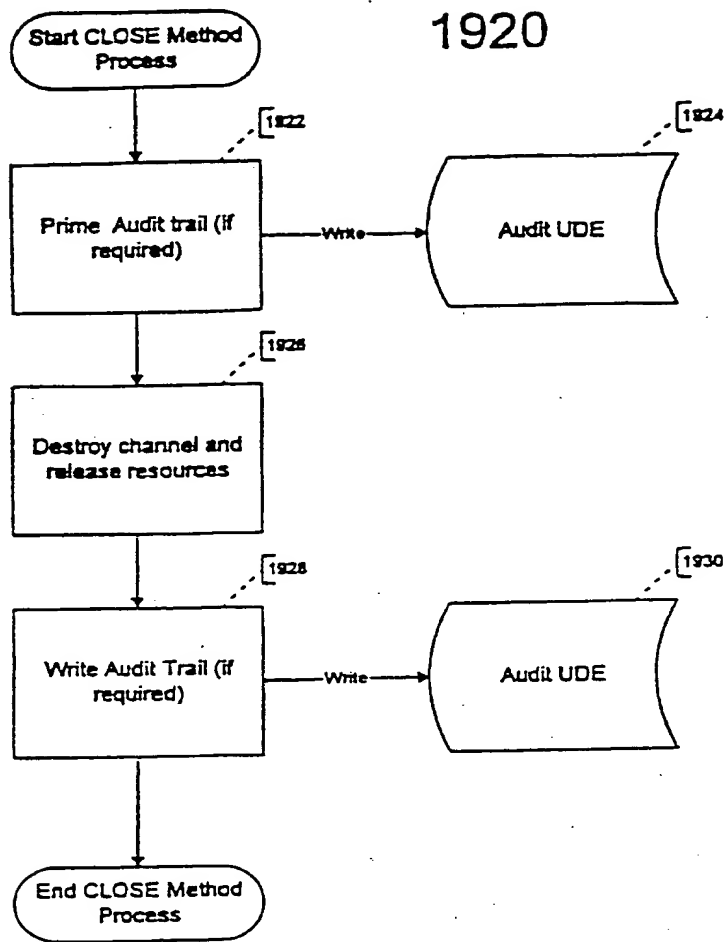 1920
Start CLOSE Method
Process
1922
1924
Prime Audit trail (if
required)
Write
Audit UDE
1926
Destroy channel and
release resources
1928
1930
Write Audit Trail (if
required)
Write
Audit UDE
End CLOSE Method
Process